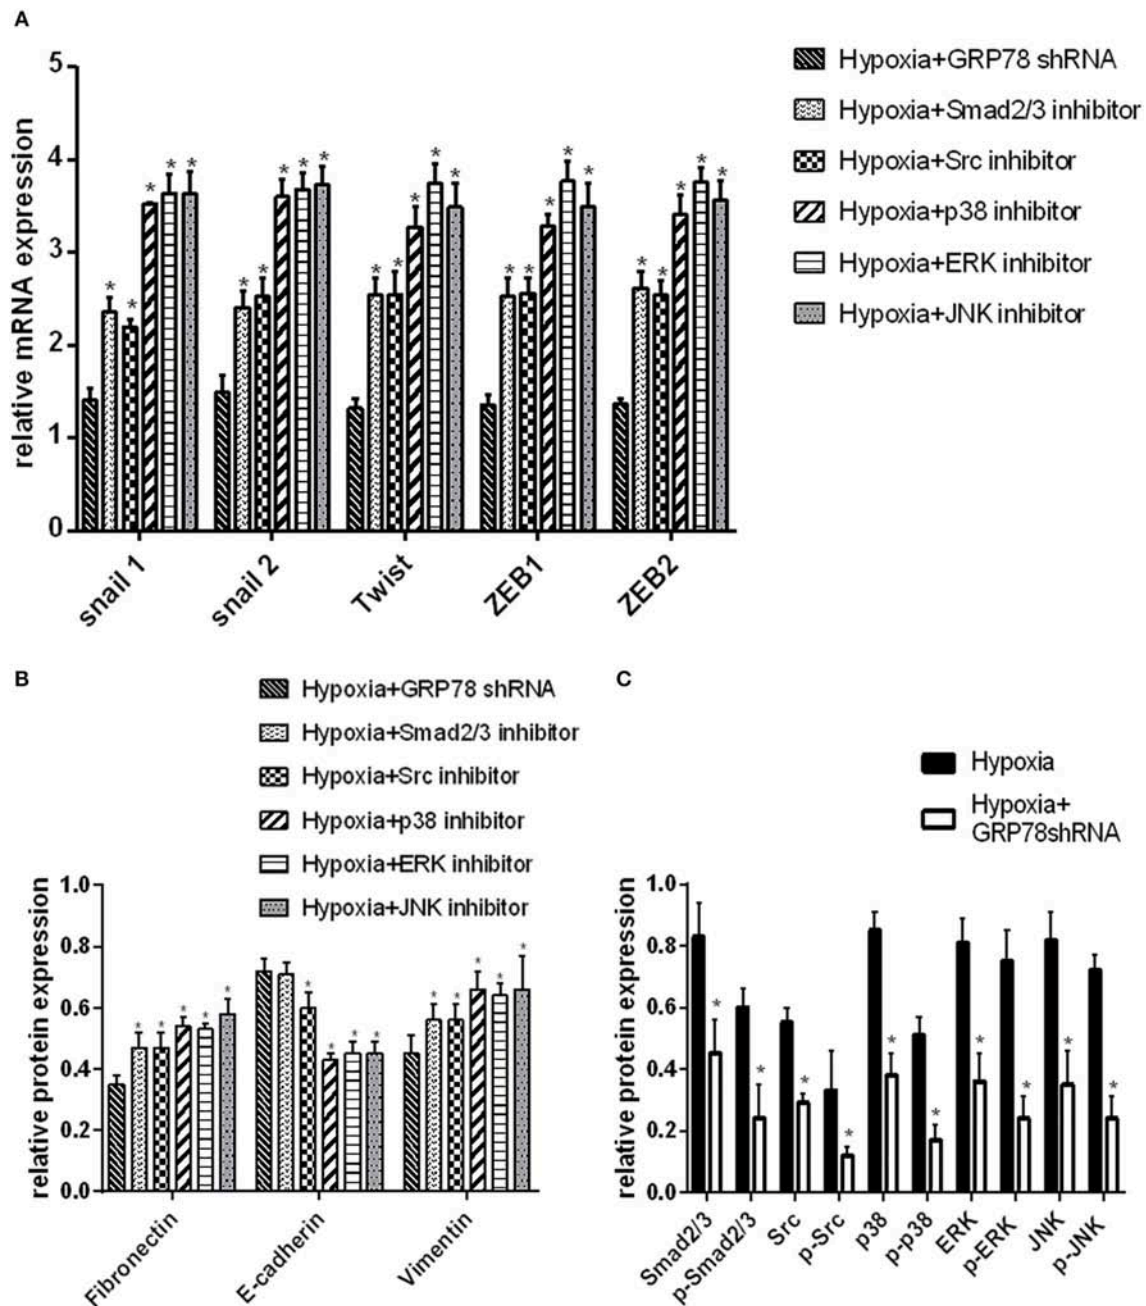 A
relative mRNA expression
5
4
3
2
1
0
* * * * *
* * * * *
* * * * *
* * * * *
* * * * *
snail 1
snail 2
Twist
ZEB1
ZEB2
Hypoxia+GRP78 shRNA
Hypoxia+Smad2/3 inhibitor
Hypoxia+Src inhibitor
Hypoxia+p38 inhibitor
Hypoxia+ERK inhibitor
Hypoxia+JNK inhibitor
B
Hypoxia+GRP78 shRNA
Hypoxia+Smad2/3 inhibitor
Hypoxia+Src inhibitor
Hypoxia+p38 inhibitor
Hypoxia+ERK inhibitor
Hypoxia+JNK inhibitor
relative protein expression
1.0
0.8
0.6
0.4
0.2
0.0
* * * * *
* * * *
* * * * *
Fibronectin
E-cadherin
Vimentin
C
Hypoxia
Hypoxia+
GRP78shRNA
relative protein expression
1.0
0.8
0.6
0.4
0.2
0.0
* * * * * * * * * *
Smad2/3
p-Smad2/3
Src
p-Src
p38
p-p38
ERK
p-ERK
JNK
p-JNK